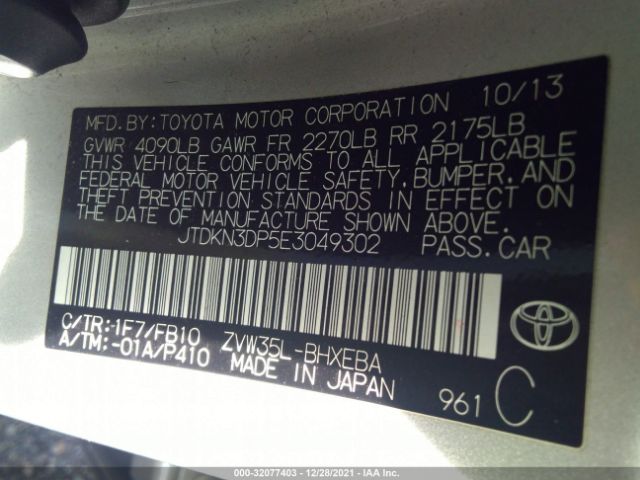 MFD.BY:TOYOTA MOTOR CORPORATION 10/13
GVWR 4090LB GAWR FR 2270LB RR 2175LB
THIS VEHICLE CONFORMS TO ALL APPLICABLE
FEDERAL MOTOR VEHICLE SAFETY,BUMPER,AND
THEFT PREVENTION STANDARDS IN EFFECT ON
THE DATE OF MANUFACTURE SHOWN ABOVE.
JTDKN3DP5E3049302 PASS.CAR
C/TR:1F7/FB10 ZVW35L-BHXEBA
A/TM:-01A/P410 MADE IN JAPAN
961 C
000-32077403 - 12/28/2021 - IAA Inc.